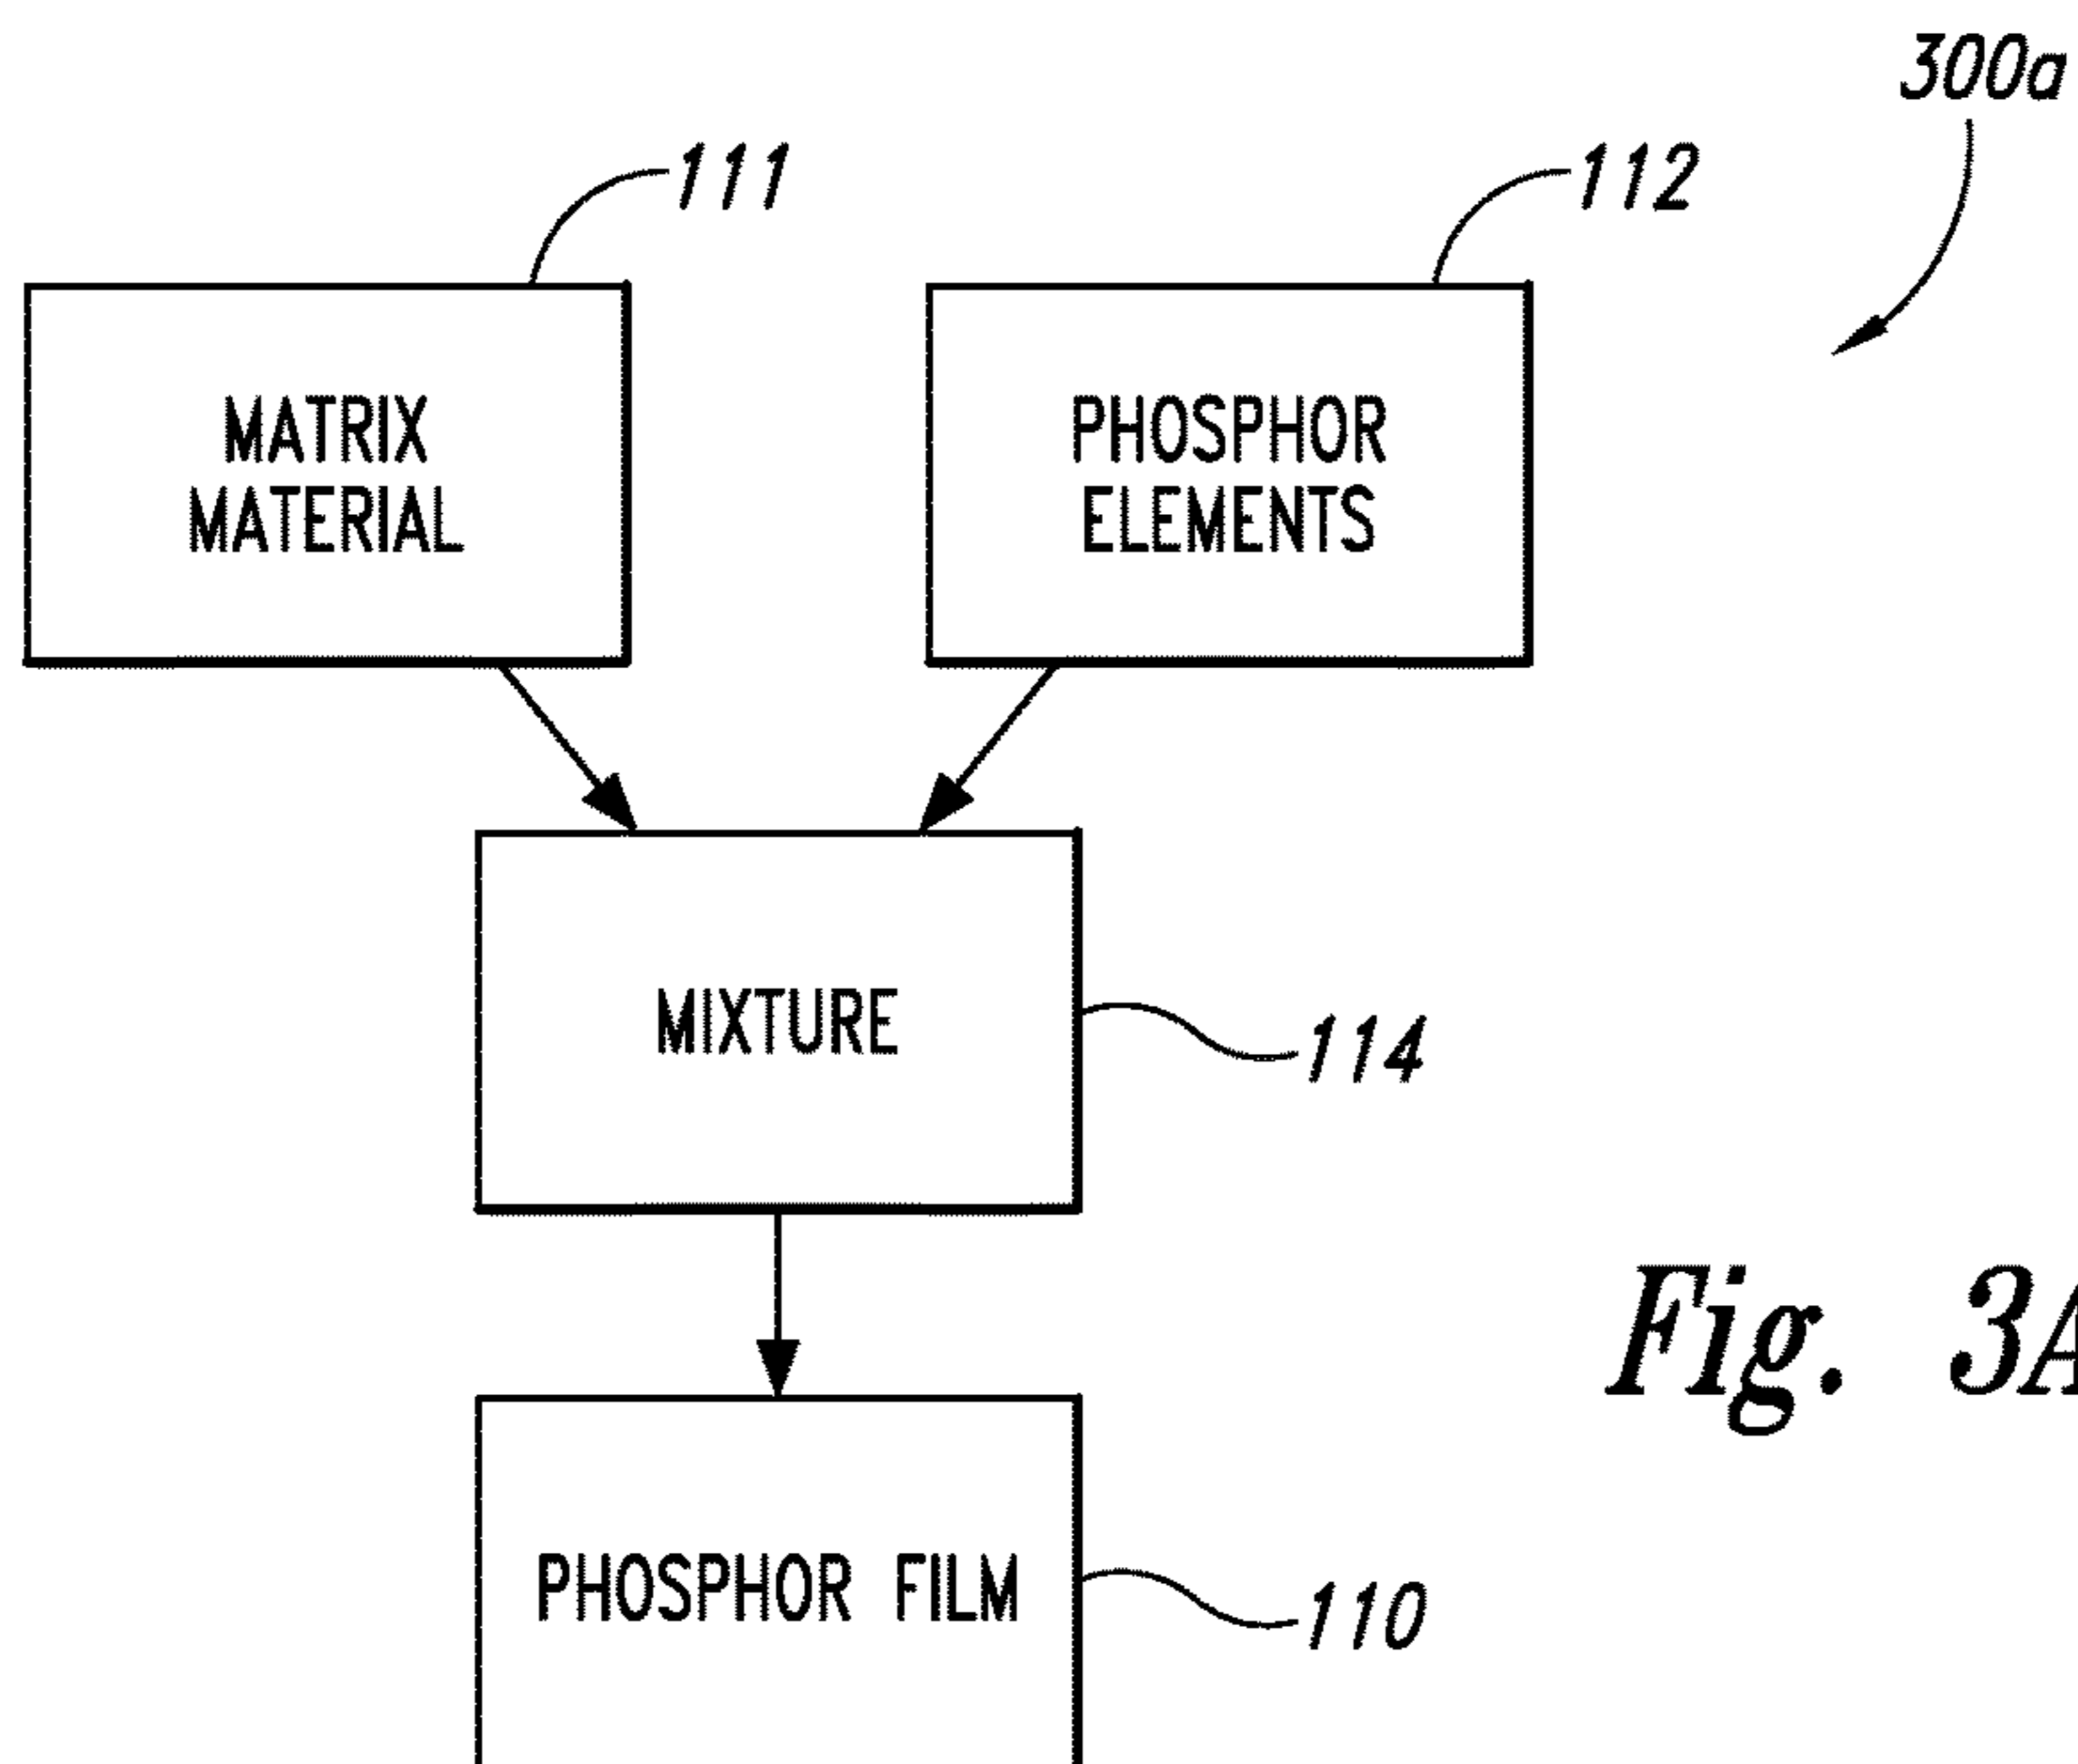 300a
111
112
MATRIX
MATERIAL
PHOSPHOR
ELEMENTS
MIXTURE
114
Fig. 3A
PHOSPHOR FILM
110